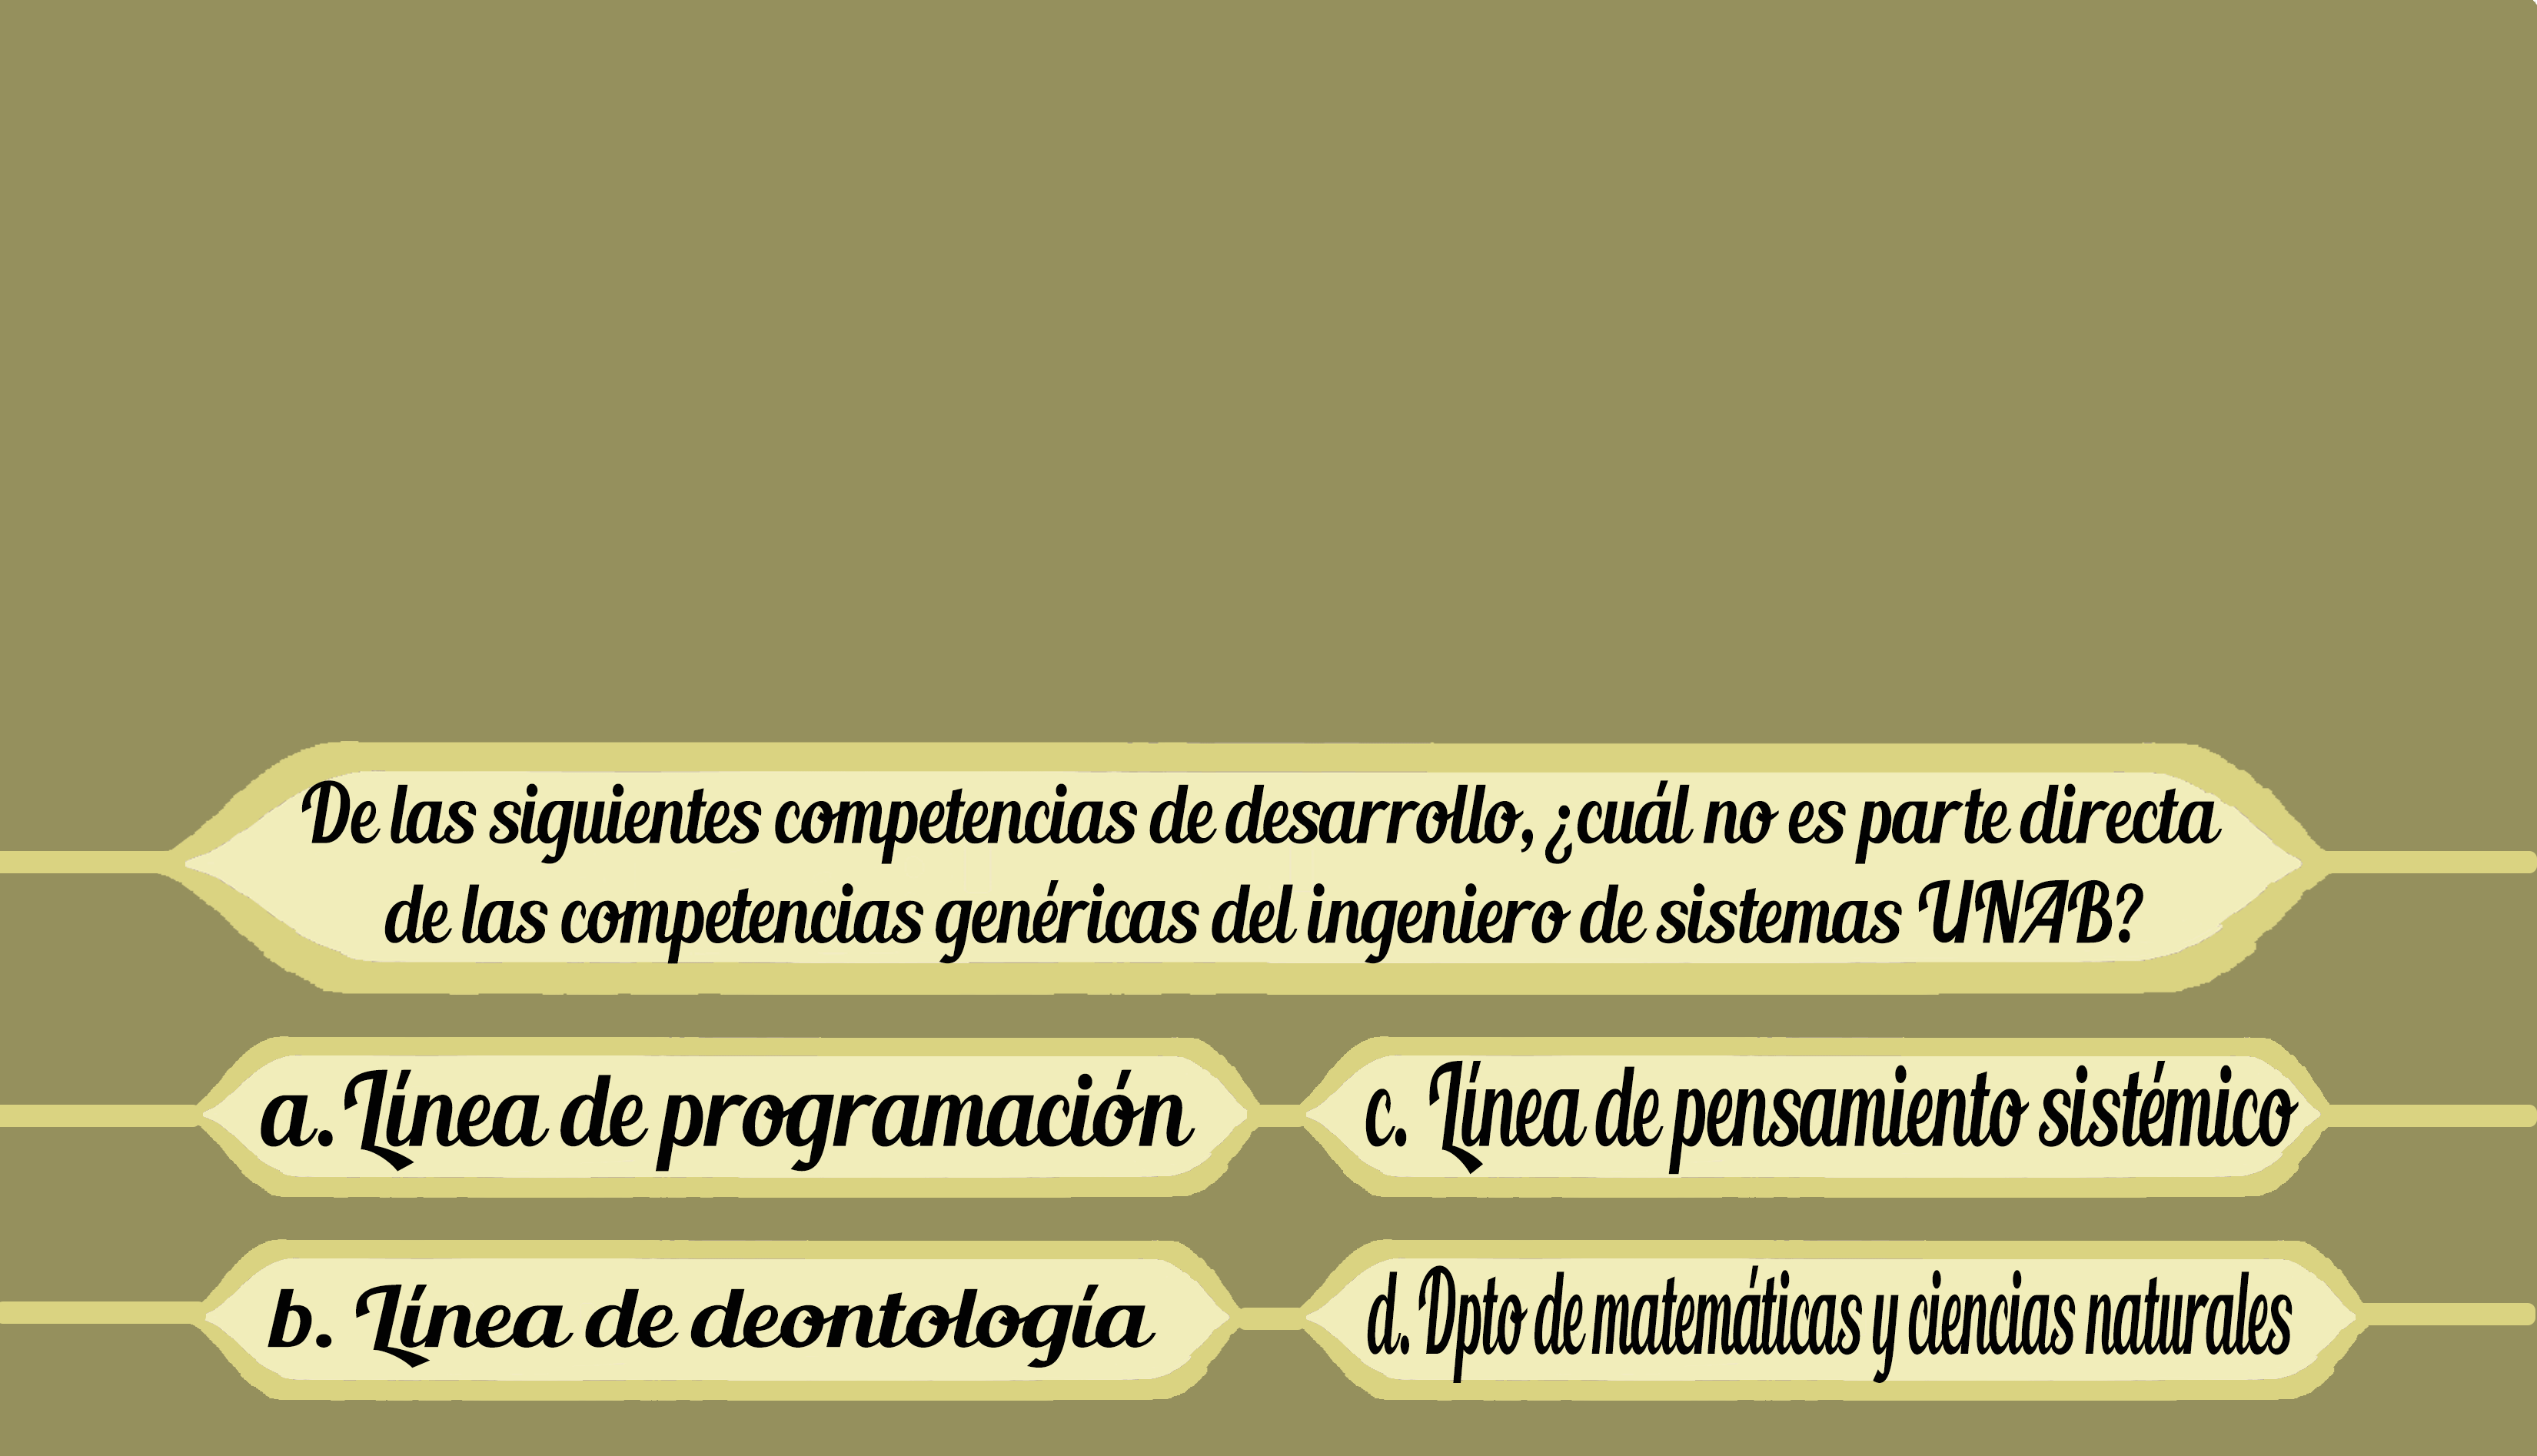 De las siguientes competencias de desarrollo, ¿cuál no es parte directa
de las competencias genéricas del ingeniero de sistemas UNAB?
a. Línea de programación
c. Línea de pensamiento sistémico
b. Línea de deontología
d. Dpto de matemáticas y ciencias naturales